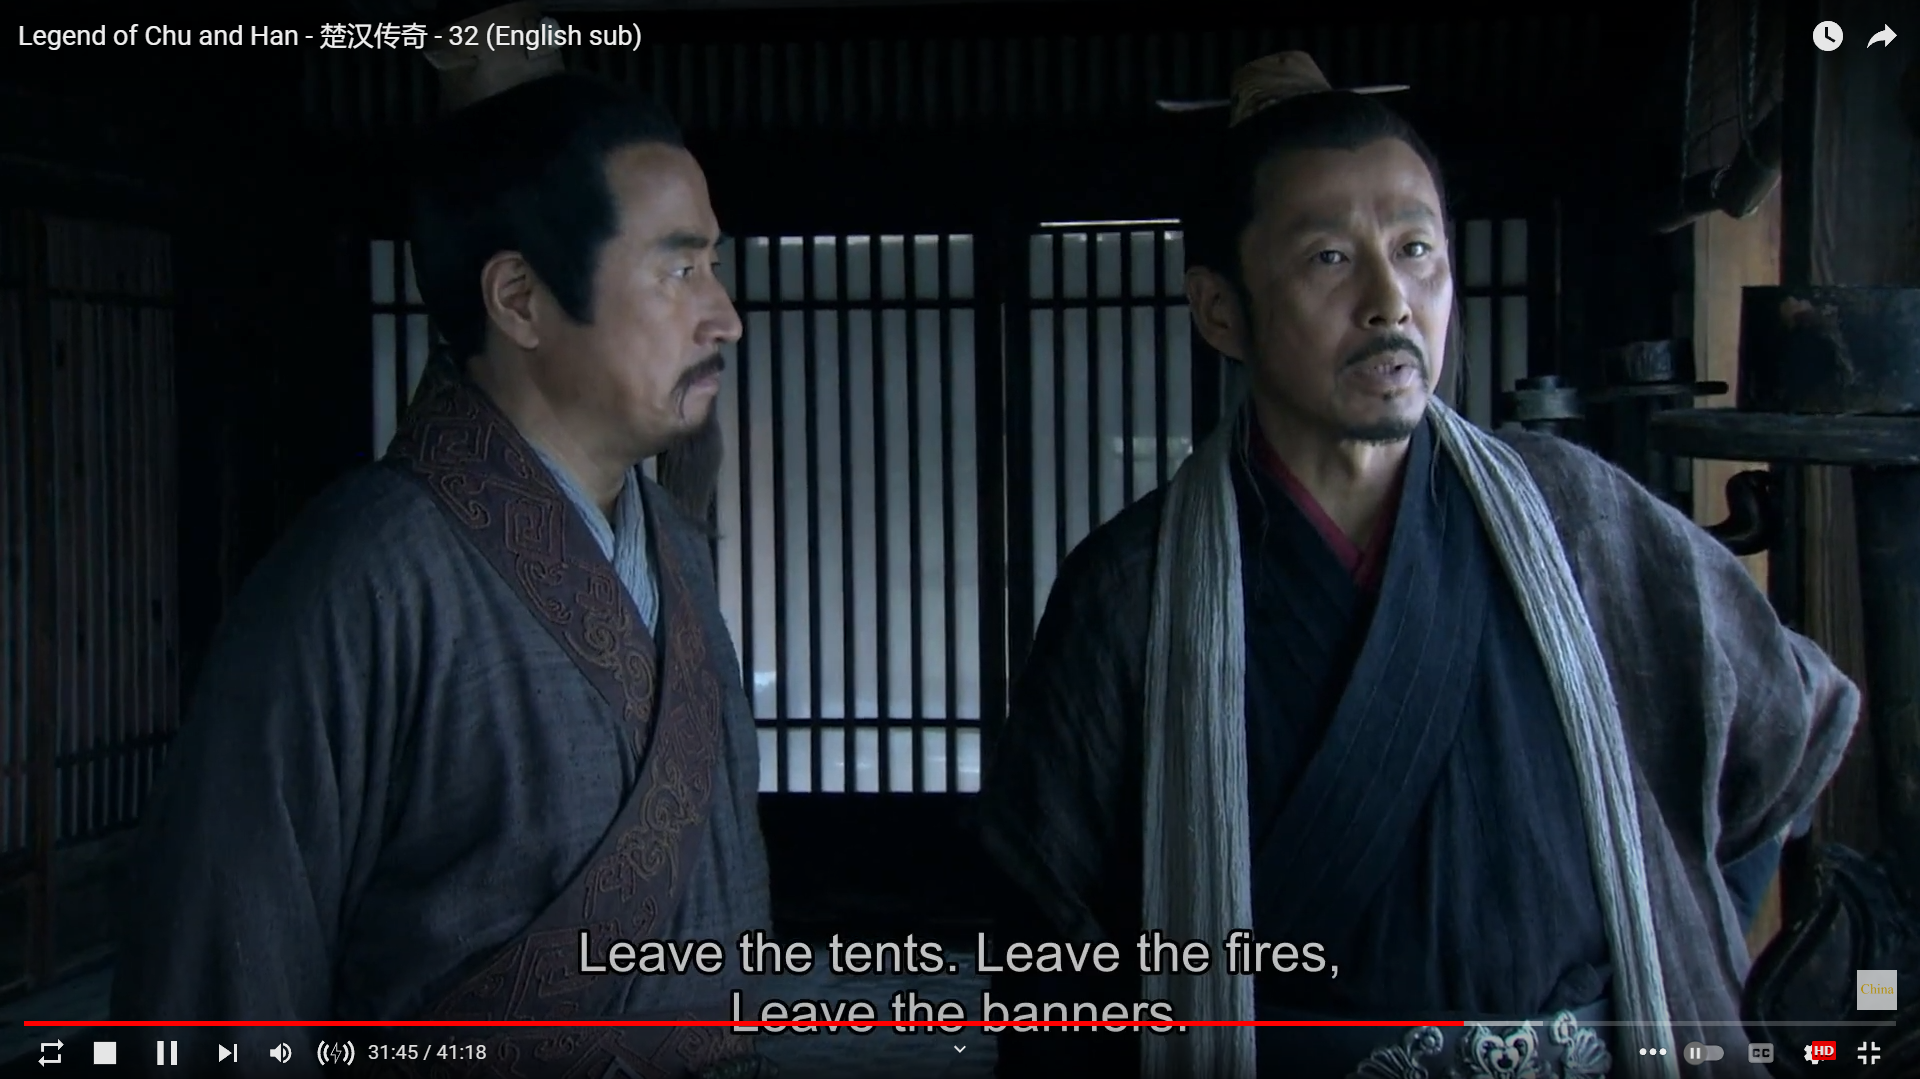 Legend of Chu and Han - 楚汉传奇 - 32 (English sub)
Leave the tents. Leave the fires,
Leave the banners.
China
31:45 / 41:18
CC
HD